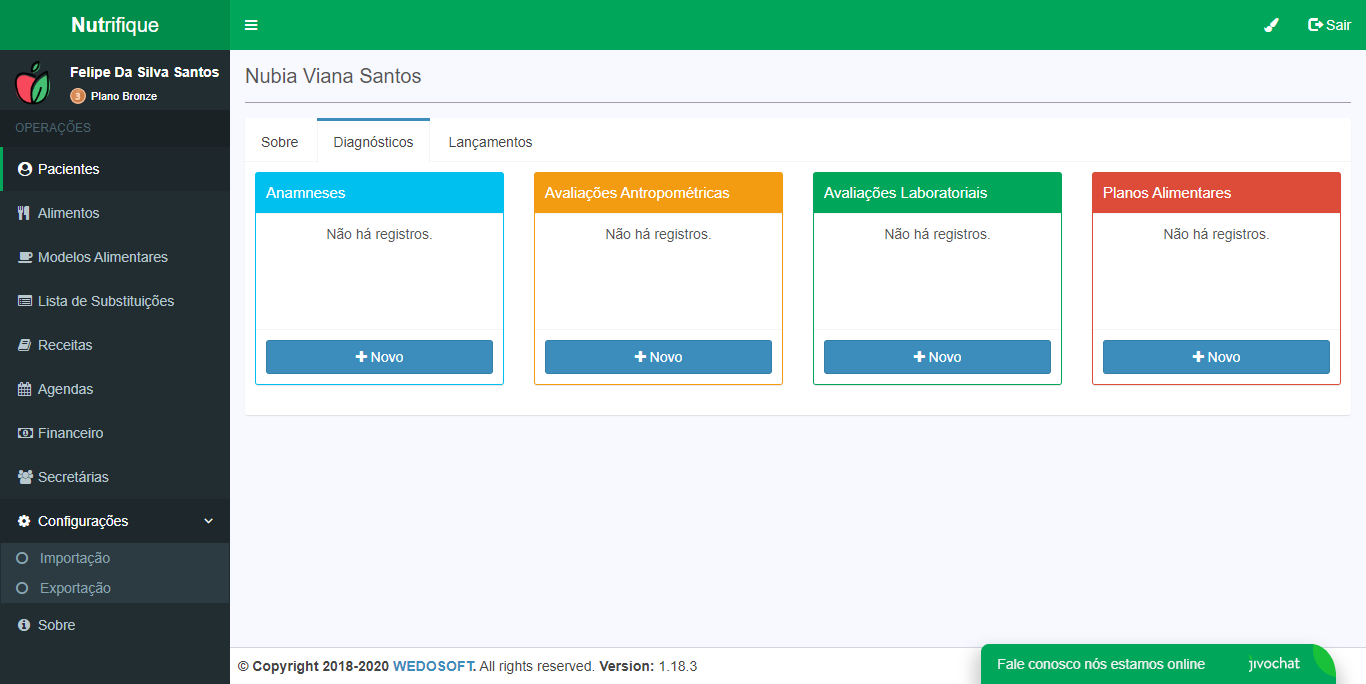 Nutrifique
Sair
Felipe Da Silva Santos
3 Plano Bronze
OPERAÇÕES
Pacientes
Alimentos
Modelos Alimentares
Lista de Substituições
Receitas
Agendas
Financeiro
Secretárias
Configurações
Importação
Exportação
Sobre
Nubia Viana Santos
Sobre Diagnósticos Lançamentos
Anamneses
Não há registros.
Novo
Avaliações Antropométricas
Não há registros.
Novo
Avaliações Laboratoriais
Não há registros.
Novo
Planos Alimentares
Não há registros.
Novo
© Copyright 2018-2020 WEDOSOFT. All rights reserved. Version: 1.18.3
Fale conosco nós estamos online jivochat